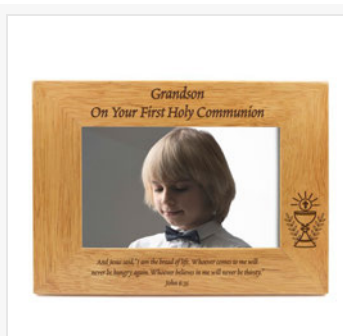 Grandson
On Your First Holy Communion
And Jesus said, "I am the bread of life. Whoever comes to me will
never be hungry again. Whoever believes in me will never be thirsty."
John 6:35